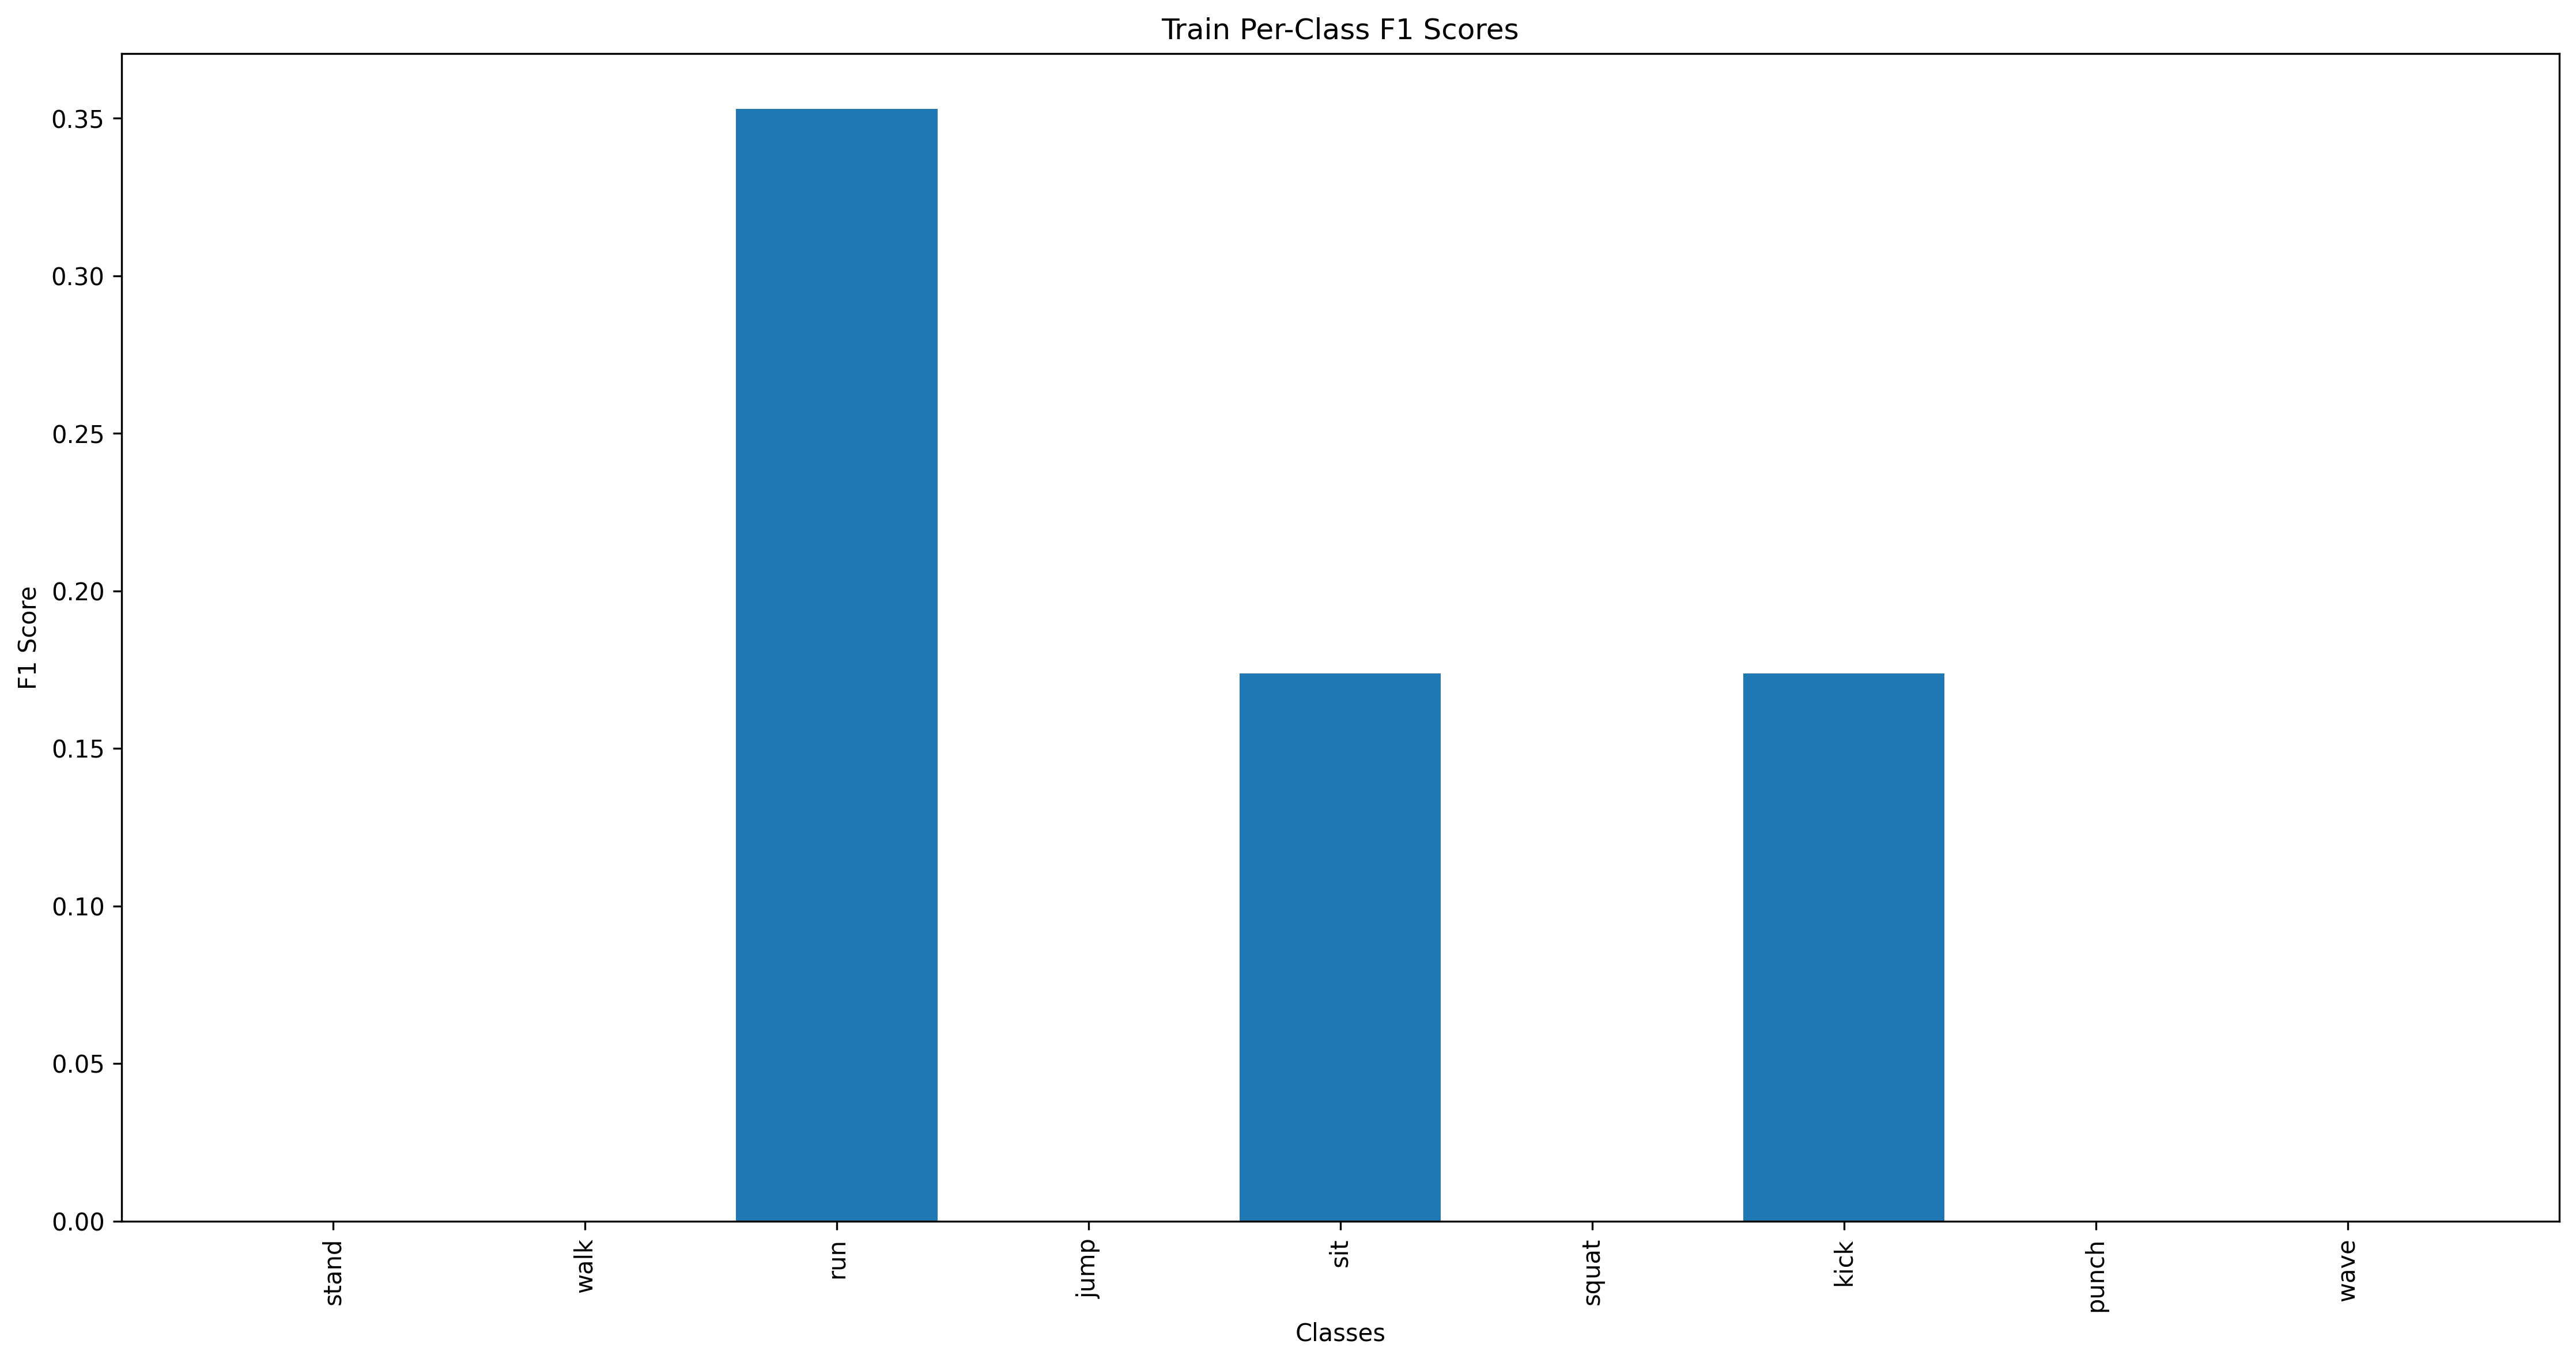 Train Per-Class F1 Scores
F1 Score
0.35
0.30
0.25
0.20
0.15
0.10
0.05
0.00
stand
walk
run
jump
sit
squat
kick
punch
wave
Classes